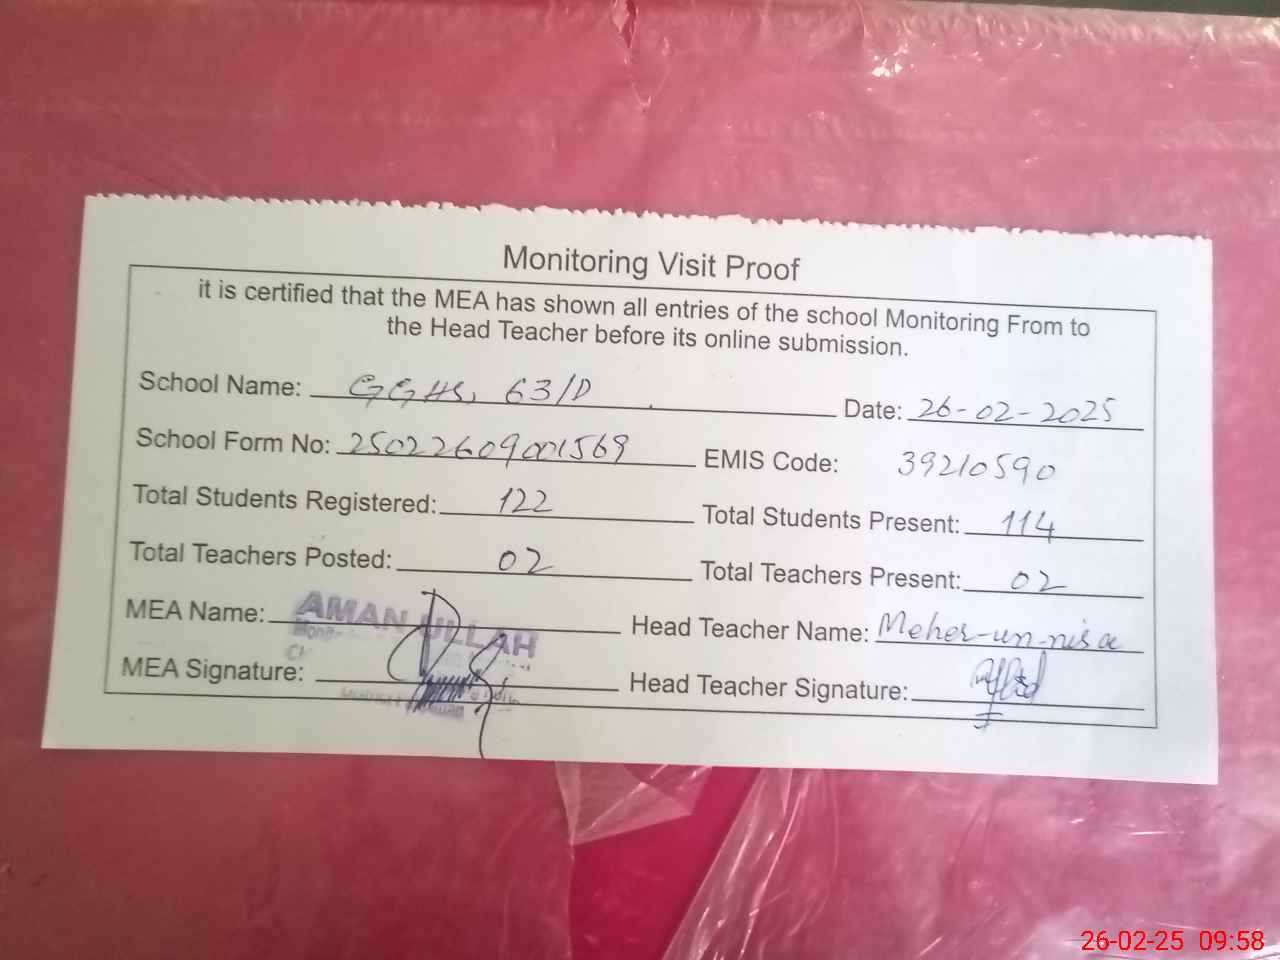 Monitoring Visit Proof
it is certified that the MEA has shown all entries of the school Monitoring From to
the Head Teacher before its online submission.
School Name: GGHS, 63/D Date: 26-02-2025
School Form No: 25022609001569 EMIS Code: 39210590
Total Students Registered: 122 Total Students Present: 114
Total Teachers Posted: 02 Total Teachers Present: 02
MEA Name: AMAN ULLAH Head Teacher Name: Meher-un-nisa
MEA Signature: Head Teacher Signature:
26-02-25 09:58